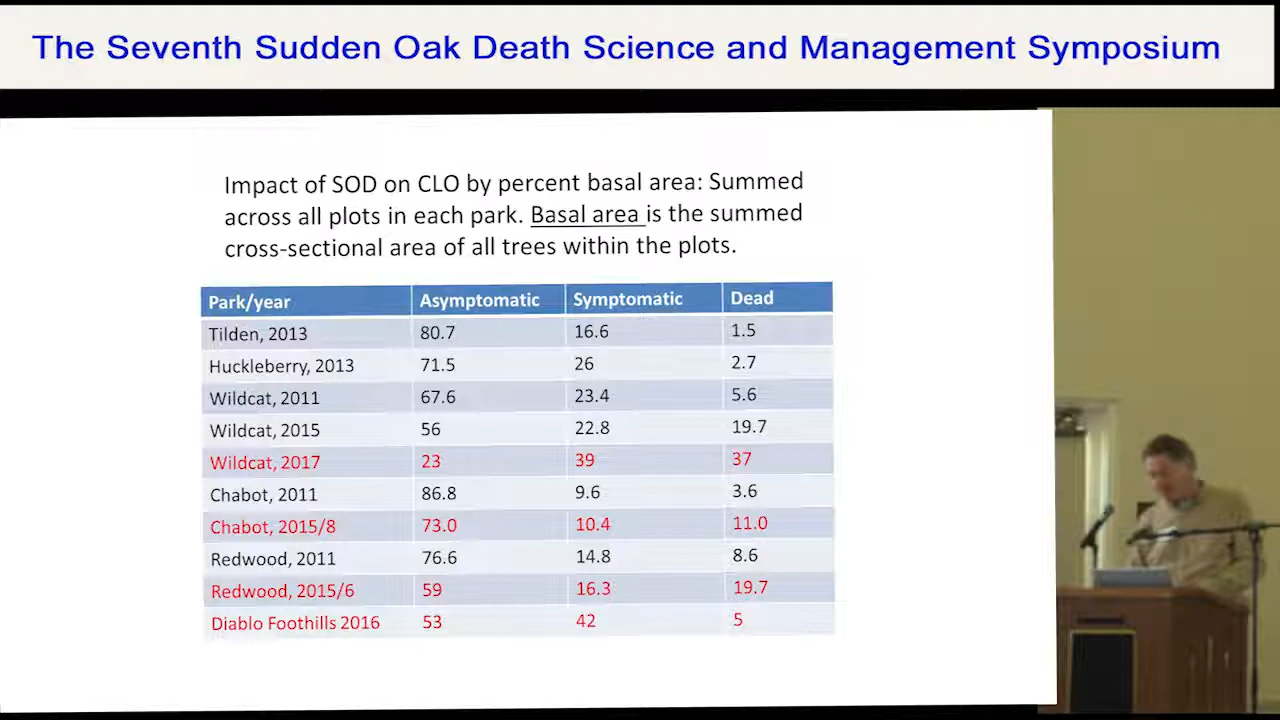 The Seventh Sudden Oak Death Science and Management Symposium
Impact of SOD on CLO by percent basal area: Summed
across all plots in each park. Basal area is the summed
cross-sectional area of all trees within the plots.
Park/year Asymptomatic Symptomatic Dead
Tilden, 2013 80.7 16.6 1.5
Huckleberry, 2013 71.5 26 2.7
Wildcat, 2011 67.6 23.4 5.6
Wildcat, 2015 56 22.8 19.7
Wildcat, 2017 23 39 37
Chabot, 2011 86.8 9.6 3.6
Chabot, 2015/8 73.0 10.4 11.0
Redwood, 2011 76.6 14.8 8.6
Redwood, 2015/6 59 16.3 19.7
Diablo Foothills 2016 53 42 5